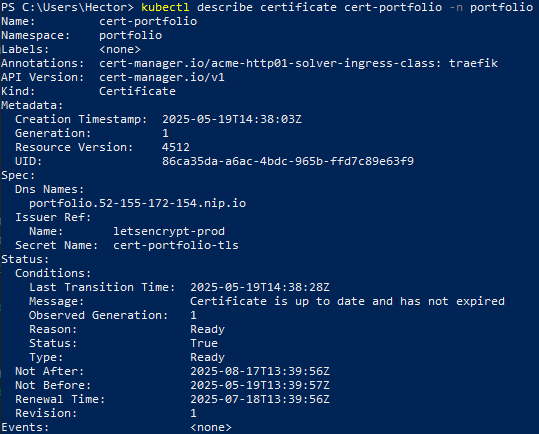 PS C:\Users\Hector> kubectl describe certificate cert-portfolio -n portfolio
Name:         cert-portfolio
Namespace:    portfolio
Labels:       <none>
Annotations:  cert-manager.io/acme-http01-solver-ingress-class: traefik
API Version:  cert-manager.io/v1
Kind:         Certificate
Metadata:
  Creation Timestamp:  2025-05-19T14:38:03Z
  Generation:          1
  Resource Version:    4512
  UID:                 86ca35da-a6ac-4bdc-965b-ffd7c89e63f9
Spec:
  Dns Names:
    portfolio.52-155-172-154.nip.io
  Issuer Ref:
    Name:       letsencrypt-prod
  Secret Name:  cert-portfolio-tls
Status:
  Conditions:
    Last Transition Time:  2025-05-19T14:38:28Z
    Message:               Certificate is up to date and has not expired
    Observed Generation:   1
    Reason:                Ready
    Status:                True
    Type:                  Ready
  Not After:               2025-08-17T13:39:56Z
  Not Before:              2025-05-19T13:39:57Z
  Renewal Time:            2025-07-18T13:39:56Z
  Revision:                1
Events:                    <none>